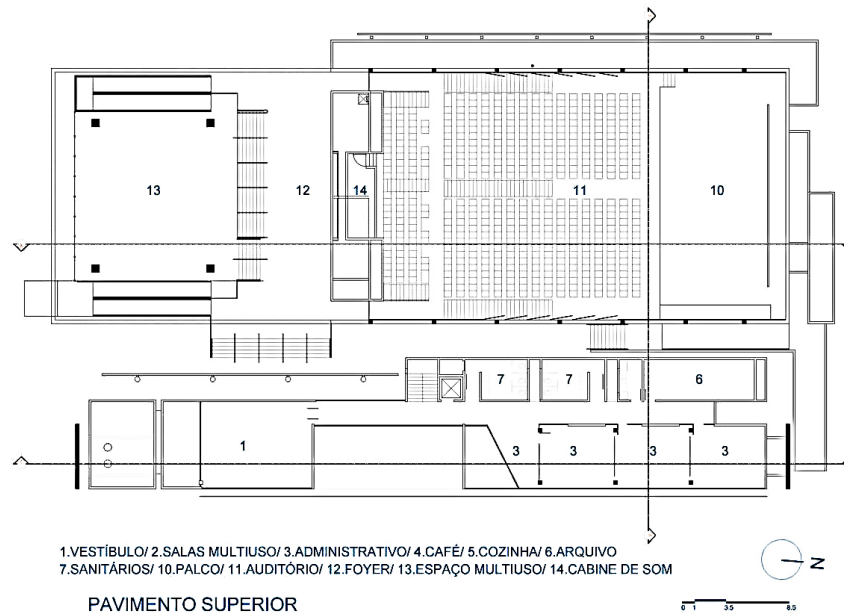 13
12
14
11
10
7
7
6
1
3
3
3
3
1.VESTÍBULO/ 2.SALAS MULTIUSO/ 3.ADMINISTRATIVO/ 4.CAFÉ/ 5.COZINHA/ 6.ARQUIVO
7.SANITÁRIOS/ 10.PALCO/ 11.AUDITÓRIO/ 12.FOYER/ 13.ESPAÇO MULTIUSO/ 14.CABINE DE SOM
N
PAVIMENTO SUPERIOR
0 1 3.5 8.5